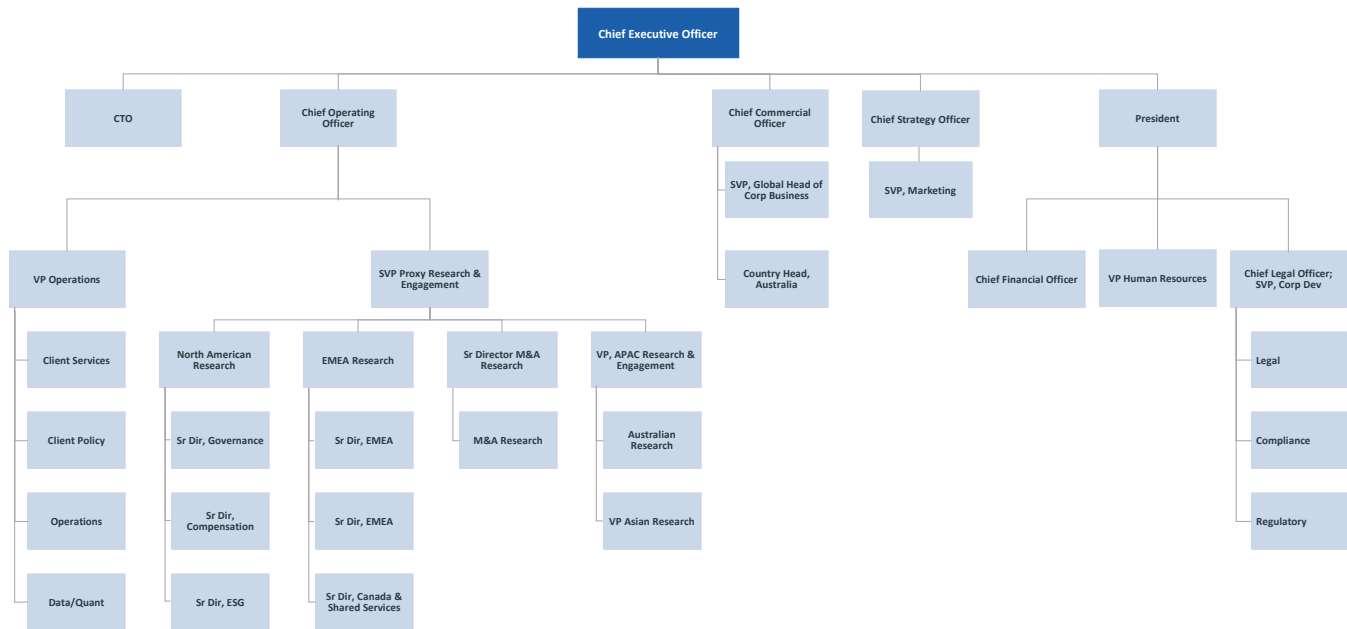 Chief Executive Officer
CTO
Chief Operating
Officer
Chief Commercial
Officer
Chief Strategy Officer
President
SVP, Global Head of
Corp Business
SVP, Marketing
Country Head,
Australia
VP Operations
SVP Proxy Research &
Engagement
Chief Financial Officer
VP Human Resources
Chief Legal Officer;
SVP, Corp Dev
Client Services
North American
Research
EMEA Research
Sr Director M&A
Research
VP, APAC Research &
Engagement
Legal
Client Policy
Sr Dir, Governance
Sr Dir, EMEA
M&A Research
Australian
Research
Compliance
Operations
Sr Dir,
Compensation
Sr Dir, EMEA
VP Asian Research
Regulatory
Data/Quant
Sr Dir, ESG
Sr Dir, Canada &
Shared Services